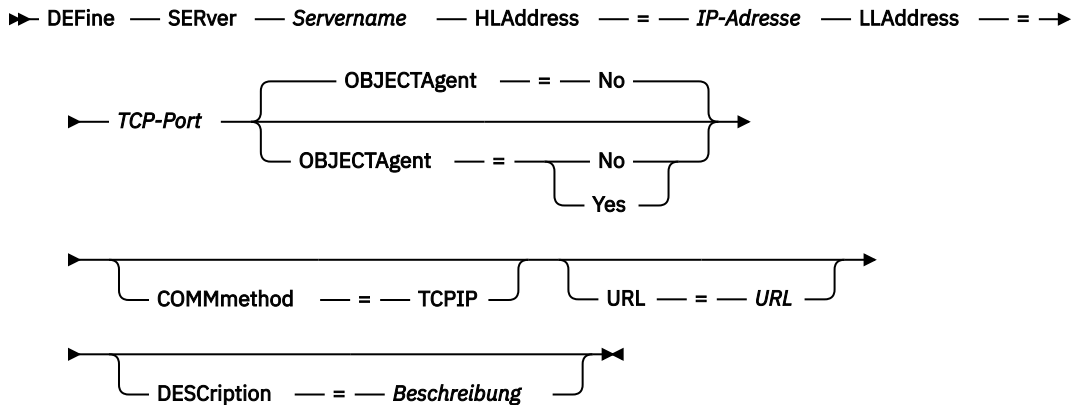 DEFine SERver Servername HLAddress = IP-Adresse LLAddress =
OBJECTAgent = No
TCP-Port
OBJECTAgent = No
Yes
COMMmethod = TCPIP URL = URL
DESCription = Beschreibung